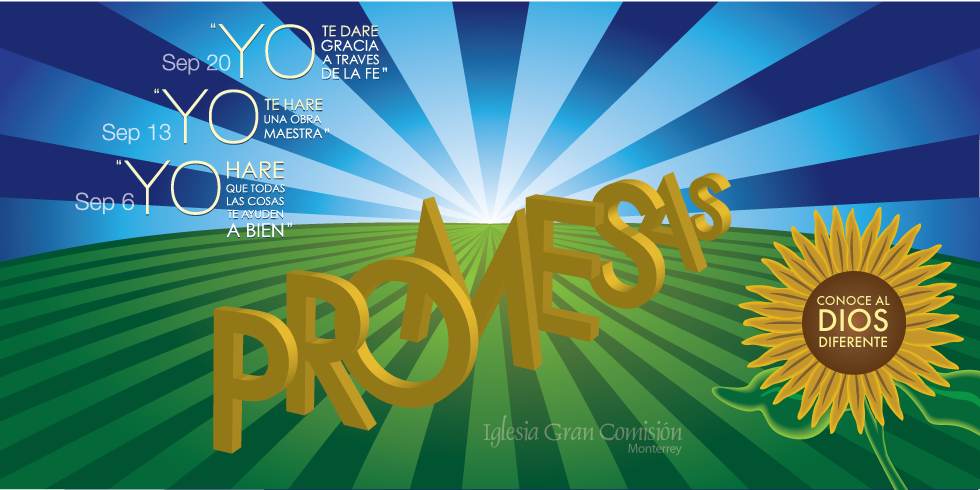 Sep 20 “YO TE DARE
GRACIA
A TRAVES
DE LA FE”
Sep 13 “YO TE HARE
UNA OBRA
MAESTRA”
Sep 6 “YO HARE
QUE TODAS
LAS COSAS
TE AYUDEN
A BIEN”
PROMESAS
CONOCE AL
DIOS
DIFERENTE
Iglesia Gran Comisión
Monterrey